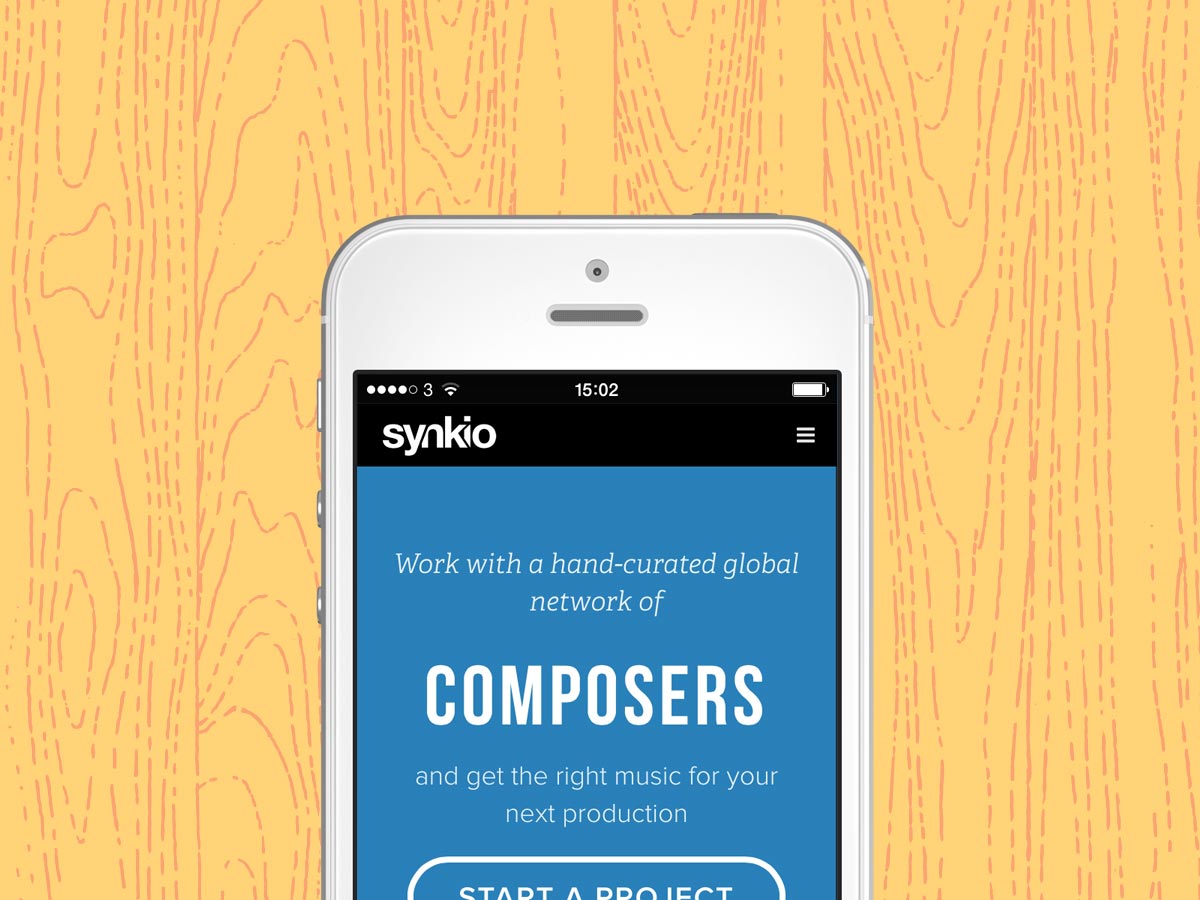 3 15:02
synkio
Work with a hand-curated global
network of
COMPOSERS
and get the right music for your
next production
START A PROJECT